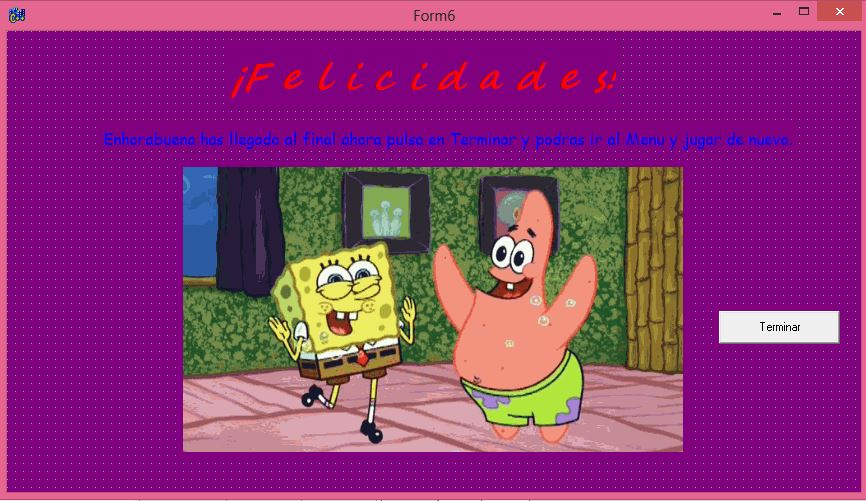 Form6
¡F e l i c i d a d e s!
Enhorabuena has llegado al final ahora pulsa en Terminar y podras ir al Menu y jugar de nuevo.
Terminar